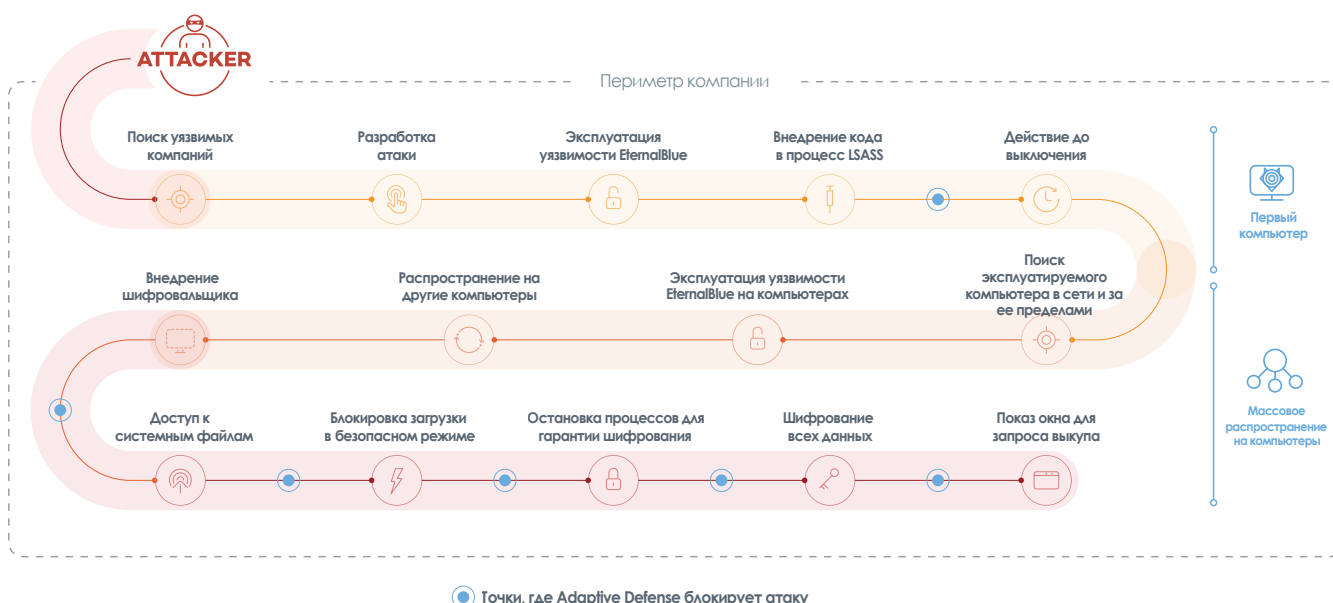 ATTACKER
Периметр компании
Поиск уязвимых
компаний
Разработка
атаки
Эксплуатация
уязвимости EternalBlue
Внедрение кода
в процесс LSASS
Действие до
выключения
Первый
компьютер
Внедрение
шифровальщика
Распространение на
другие компьютеры
Эксплуатация уязвимости
EternalBlue на компьютерах
Поиск
эксплуатируемого
компьютера в сети и за
ее пределами
Массовое
распространение
на компьютеры
Доступ к
системным файлам
Блокировка загрузки
в безопасном режиме
Остановка процессов для
гарантии шифрования
Шифрование
всех данных
Показ окна для
запроса выкупа
Точки, где Adaptive Defense блокирует атаку